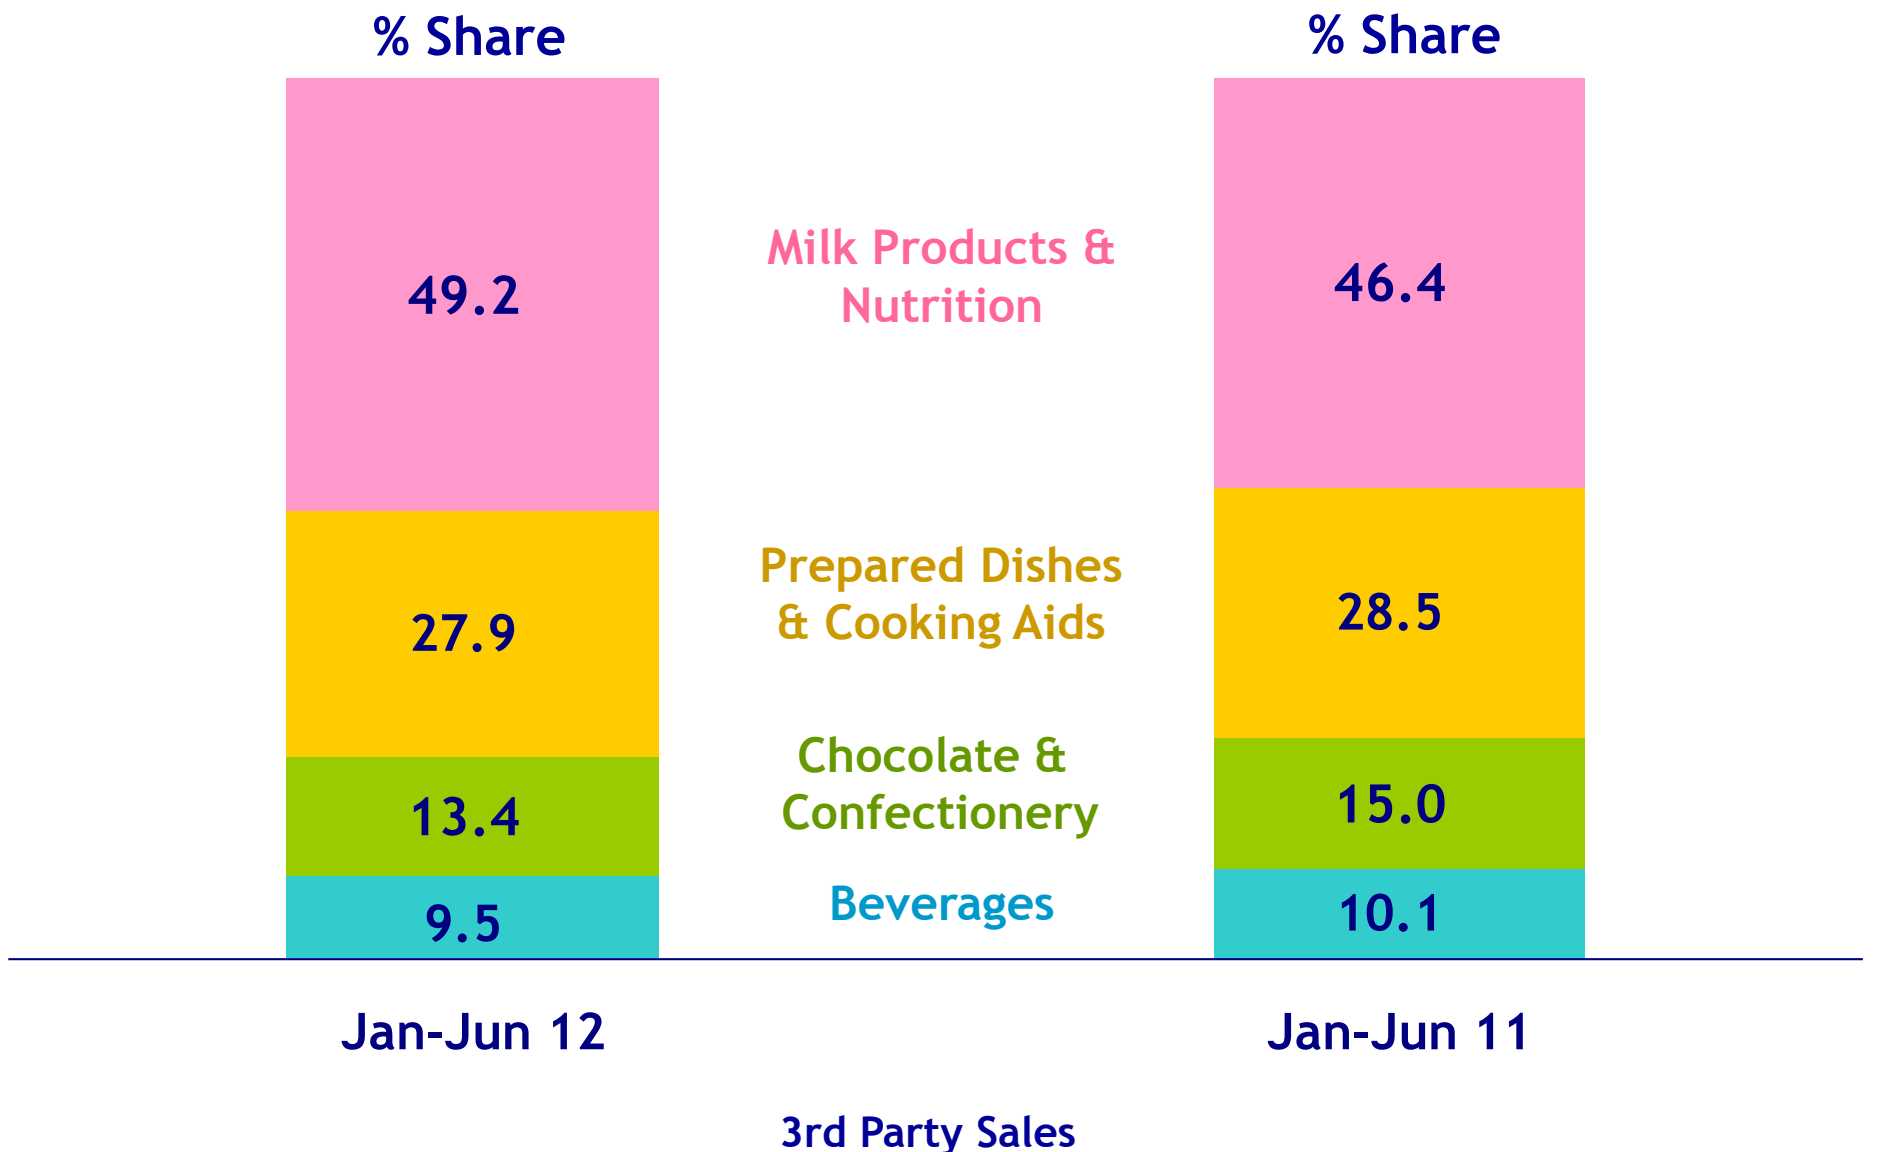 % Share
% Share
Milk Products &
Nutrition
49.2
46.4
Prepared Dishes
& Cooking Aids
27.9
28.5
Chocolate &
Confectionery
13.4
15.0
Beverages
9.5
10.1
Jan-Jun 12
Jan-Jun 11
3rd Party Sales